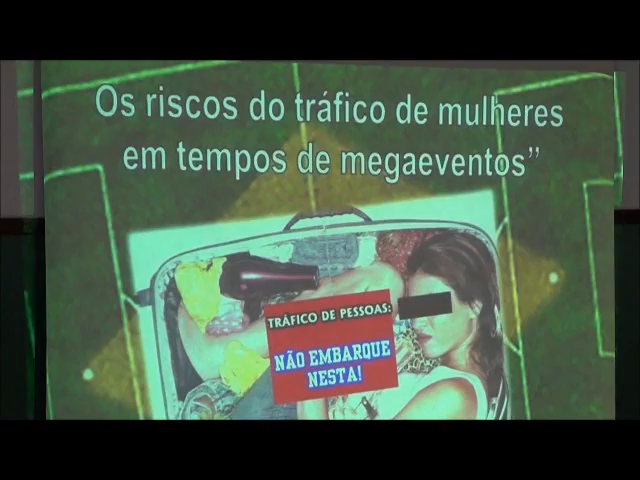 Os riscos do tráfico de mulheres
em tempos de megaeventos”
TRÁFICO DE PESSOAS:
NÃO EMBARQUE
NESTA!